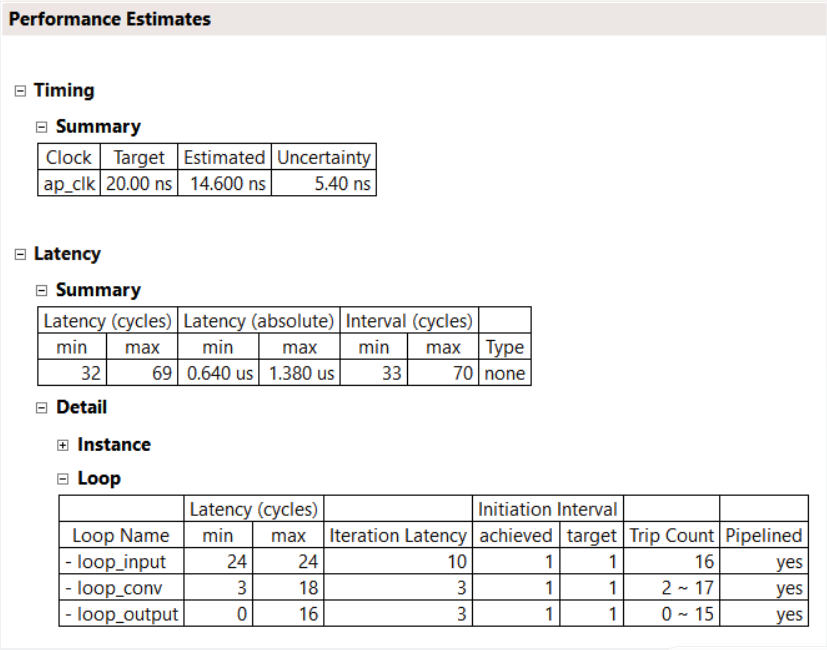 Performance Estimates
Timing
Summary
Clock Target Estimated Uncertainty
ap_clk 20.00 ns 14.600 ns 5.40 ns
Latency
Summary
Latency (cycles) Latency (absolute) Interval (cycles)
min max min max min max Type
32 69 0.640 us 1.380 us 33 70 none
Detail
Instance
Loop
Latency (cycles) Initiation Interval
Loop Name min max Iteration Latency achieved target Trip Count Pipelined
- loop_input 24 24 10 1 1 16 yes
- loop_conv 3 18 3 1 1 2 ~ 17 yes
- loop_output 0 16 3 1 1 0 ~ 15 yes